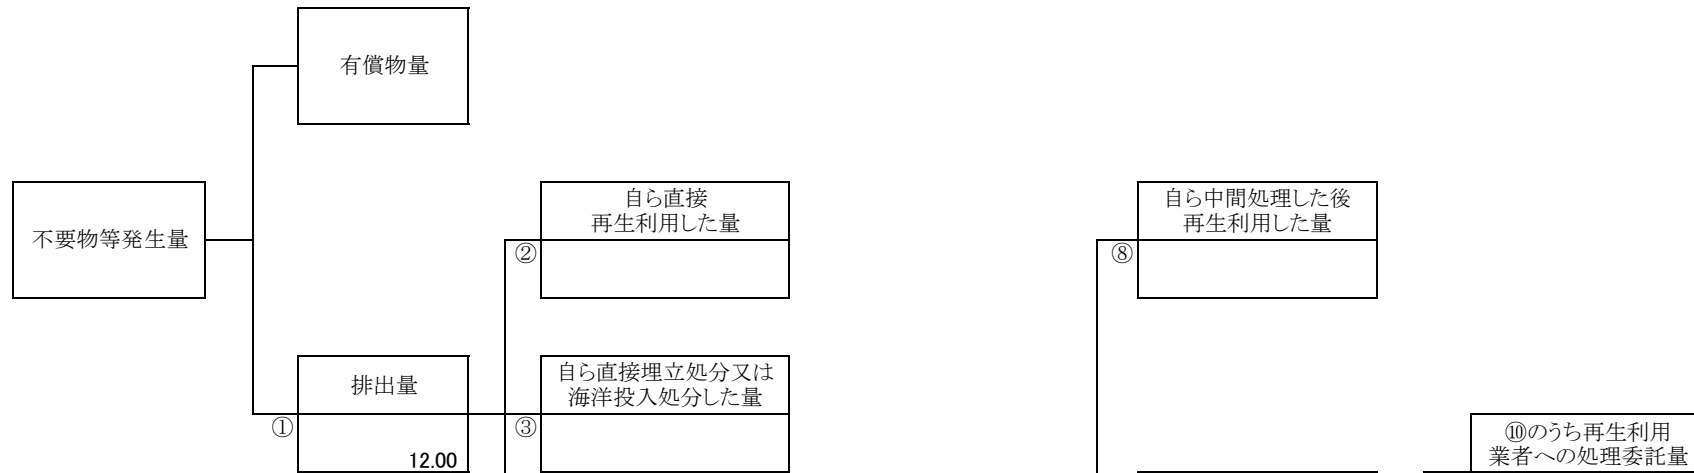 有償物量
不要物等発生量
自ら直接
再生利用した量
②
自ら中間処理した後
再生利用した量
⑧
排出量
①
12.00
自ら直接埋立処分又は
海洋投入処分した量
③
⑩のうち再生利用
業者への処理委託量